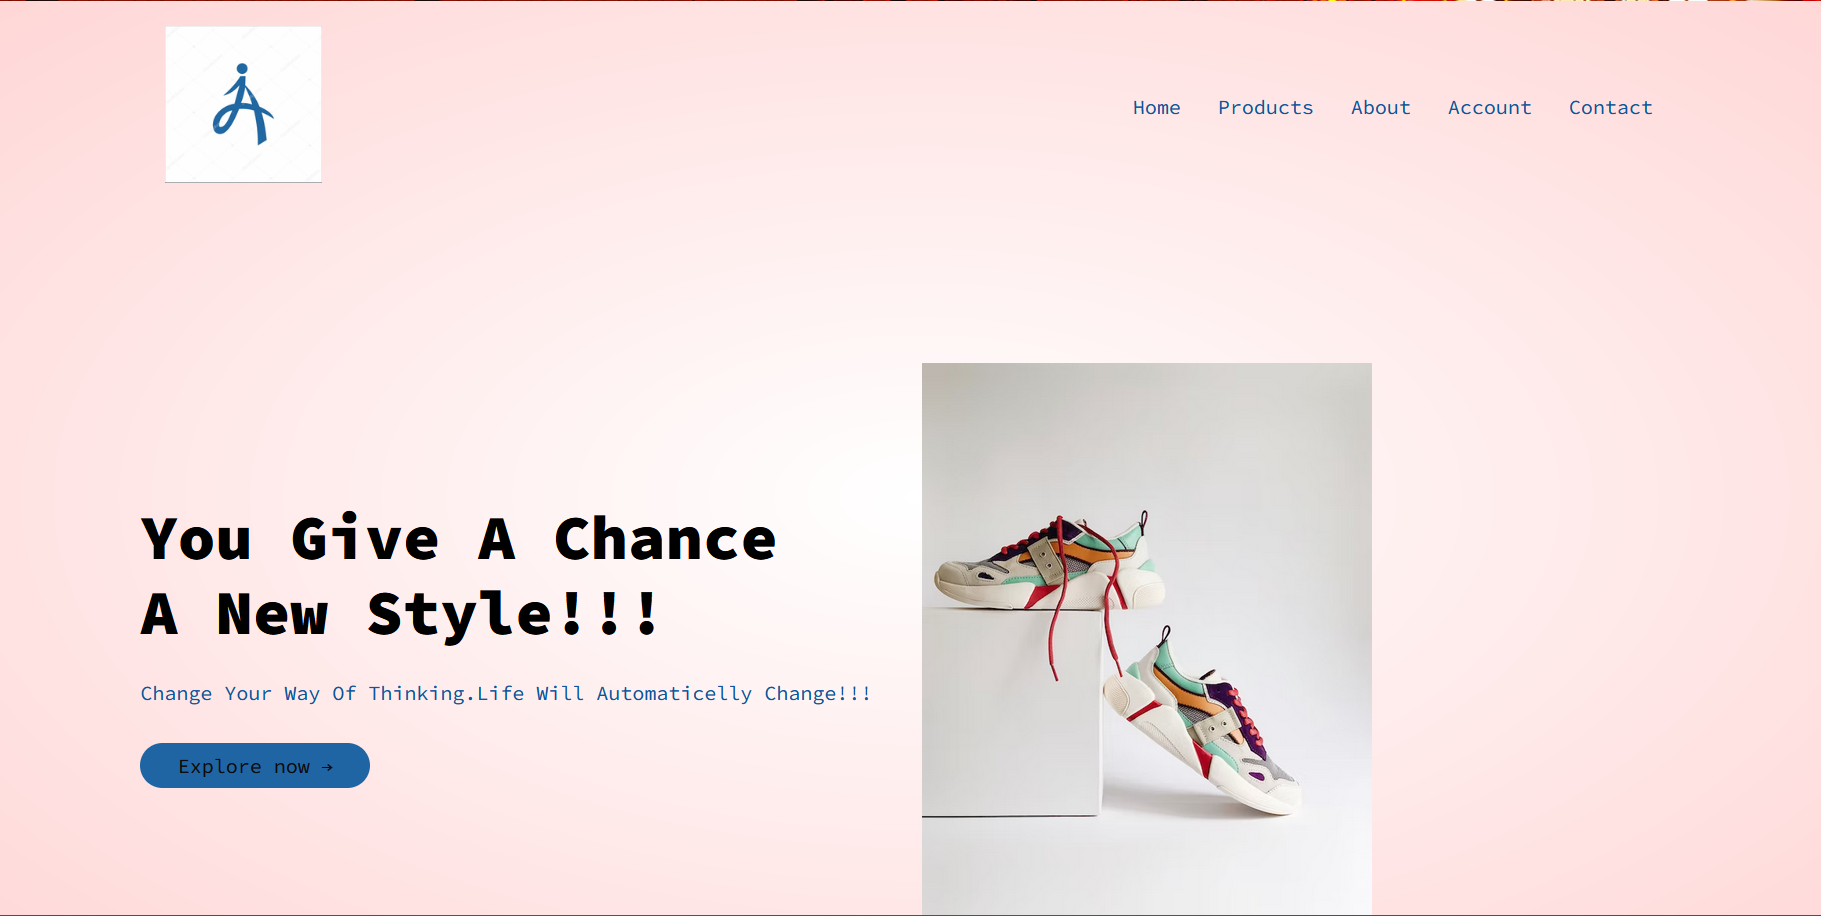 Home Products About Account Contact
You Give A Chance
A New Style!!!
Change Your Way Of Thinking.Life Will Automaticelly Change!!!
Explore now →